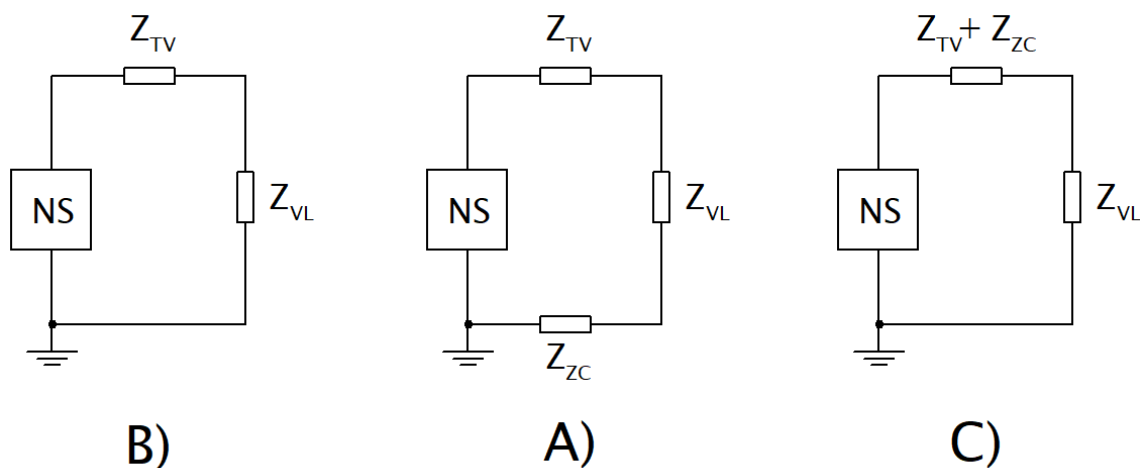 Z_TV
NS
Z_VL
B)
Z_TV
NS
Z_VL
Z_ZC
A)
Z_TV + Z_ZC
NS
Z_VL
C)